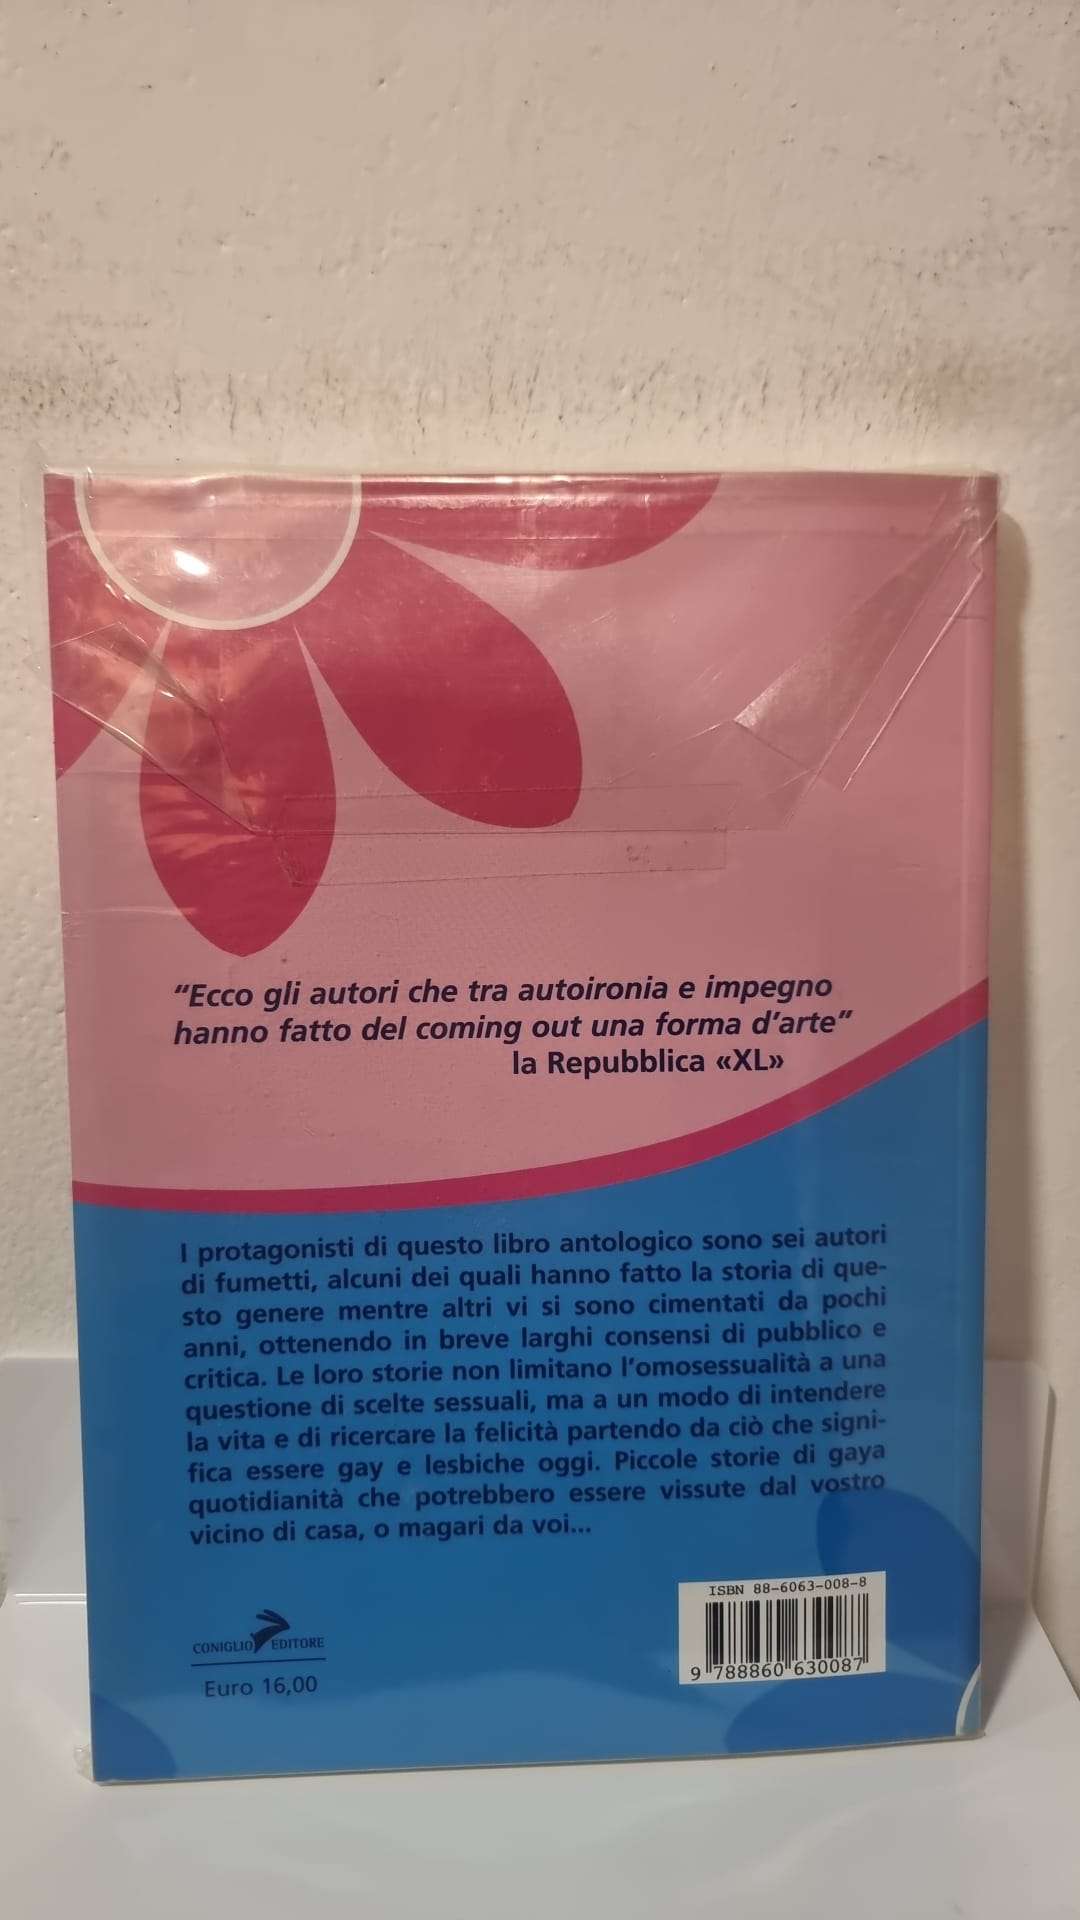 “Ecco gli autori che tra autoironia e impegno
hanno fatto del coming out una forma d’arte”
la Repubblica «XL»
I protagonisti di questo libro antologico sono sei autori
di fumetti, alcuni dei quali hanno fatto la storia di que-
sto genere mentre altri vi si sono cimentati da pochi
anni, ottenendo in breve larghi consensi di pubblico e
critica. Le loro storie non limitano l’omosessualità a una
questione di scelte sessuali, ma a un modo di intendere
la vita e di ricercare la felicità partendo da ciò che signi-
fica essere gay e lesbiche oggi. Piccole storie di gaya
quotidianità che potrebbero essere vissute dal vostro
vicino di casa, o magari da voi...
CONIGLIO EDITORE
Euro 16,00
ISBN 88-6063-008-8
9 788860 630087